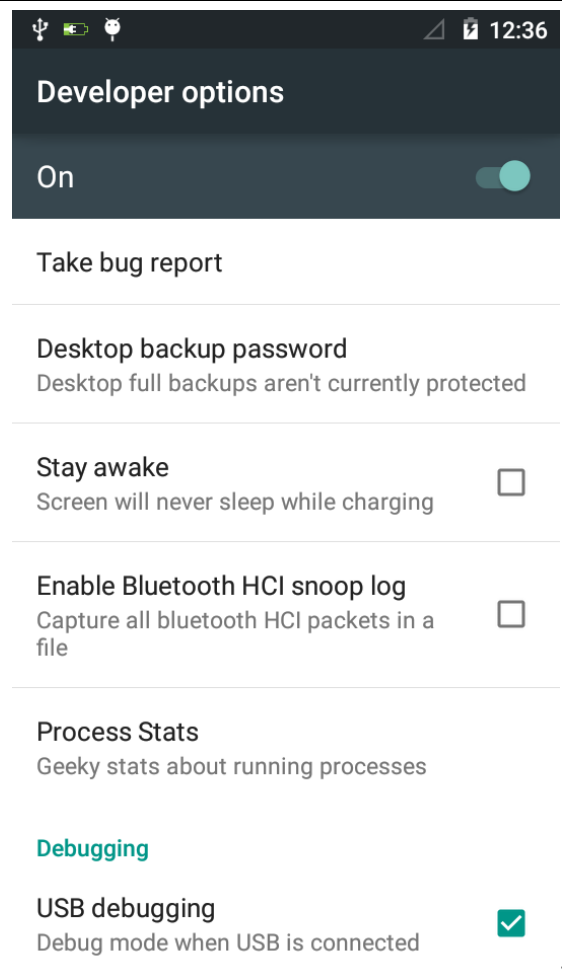 12:36
Developer options
On
Take bug report
Desktop backup password
Desktop full backups aren't currently protected
Stay awake
Screen will never sleep while charging
Enable Bluetooth HCI snoop log
Capture all bluetooth HCI packets in a
file
Process Stats
Geeky stats about running processes
Debugging
USB debugging
Debug mode when USB is connected